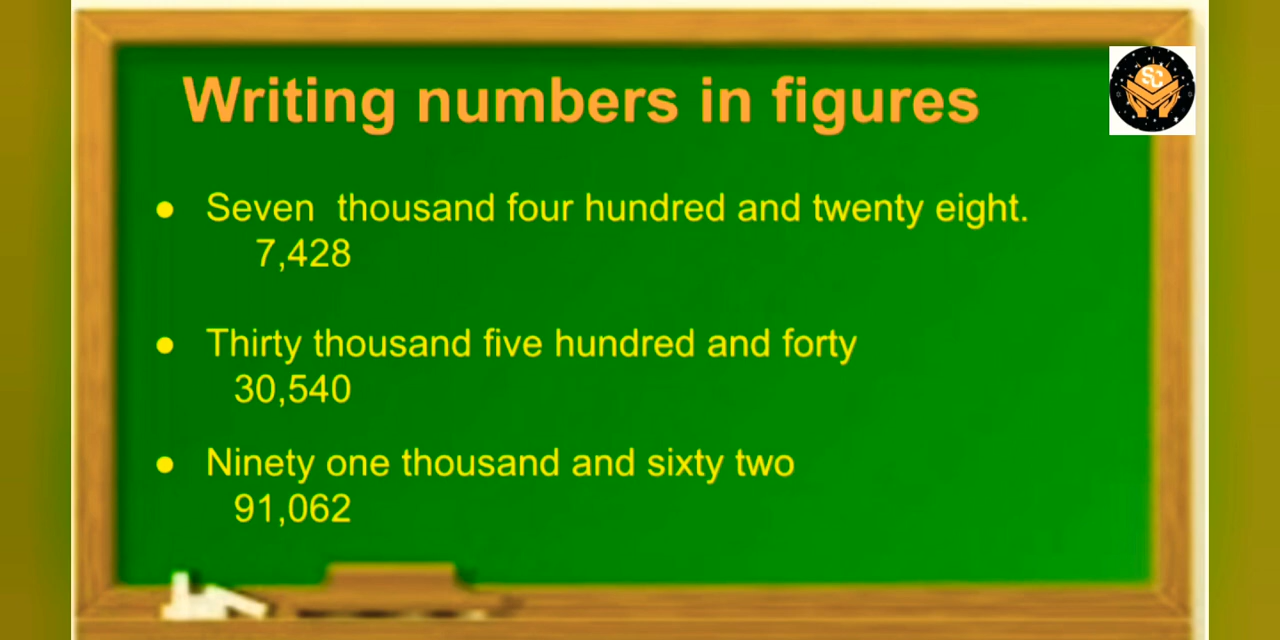 Writing numbers in figures
SC
● Seven thousand four hundred and twenty eight.
7,428
● Thirty thousand five hundred and forty
30,540
● Ninety one thousand and sixty two
91,062